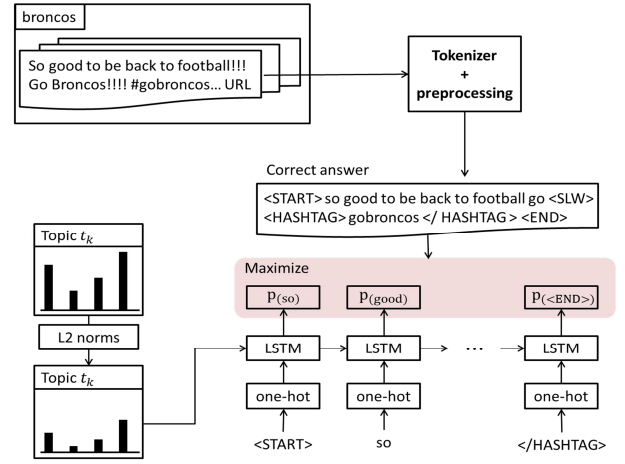 broncos
So good to be back to football!!!
Go Broncos!!!! #gobroncos... URL
Tokenizer
+
preprocessing
Correct answer
<START> so good to be back to football go <SLW>
<HASHTAG> gobroncos </ HASHTAG > <END>
Topic t_k
L2 norms
Topic t_k
Maximize
p(so) p(good) p(<END>)
LSTM LSTM ... LSTM
one-hot one-hot one-hot
<START> so </HASHTAG>